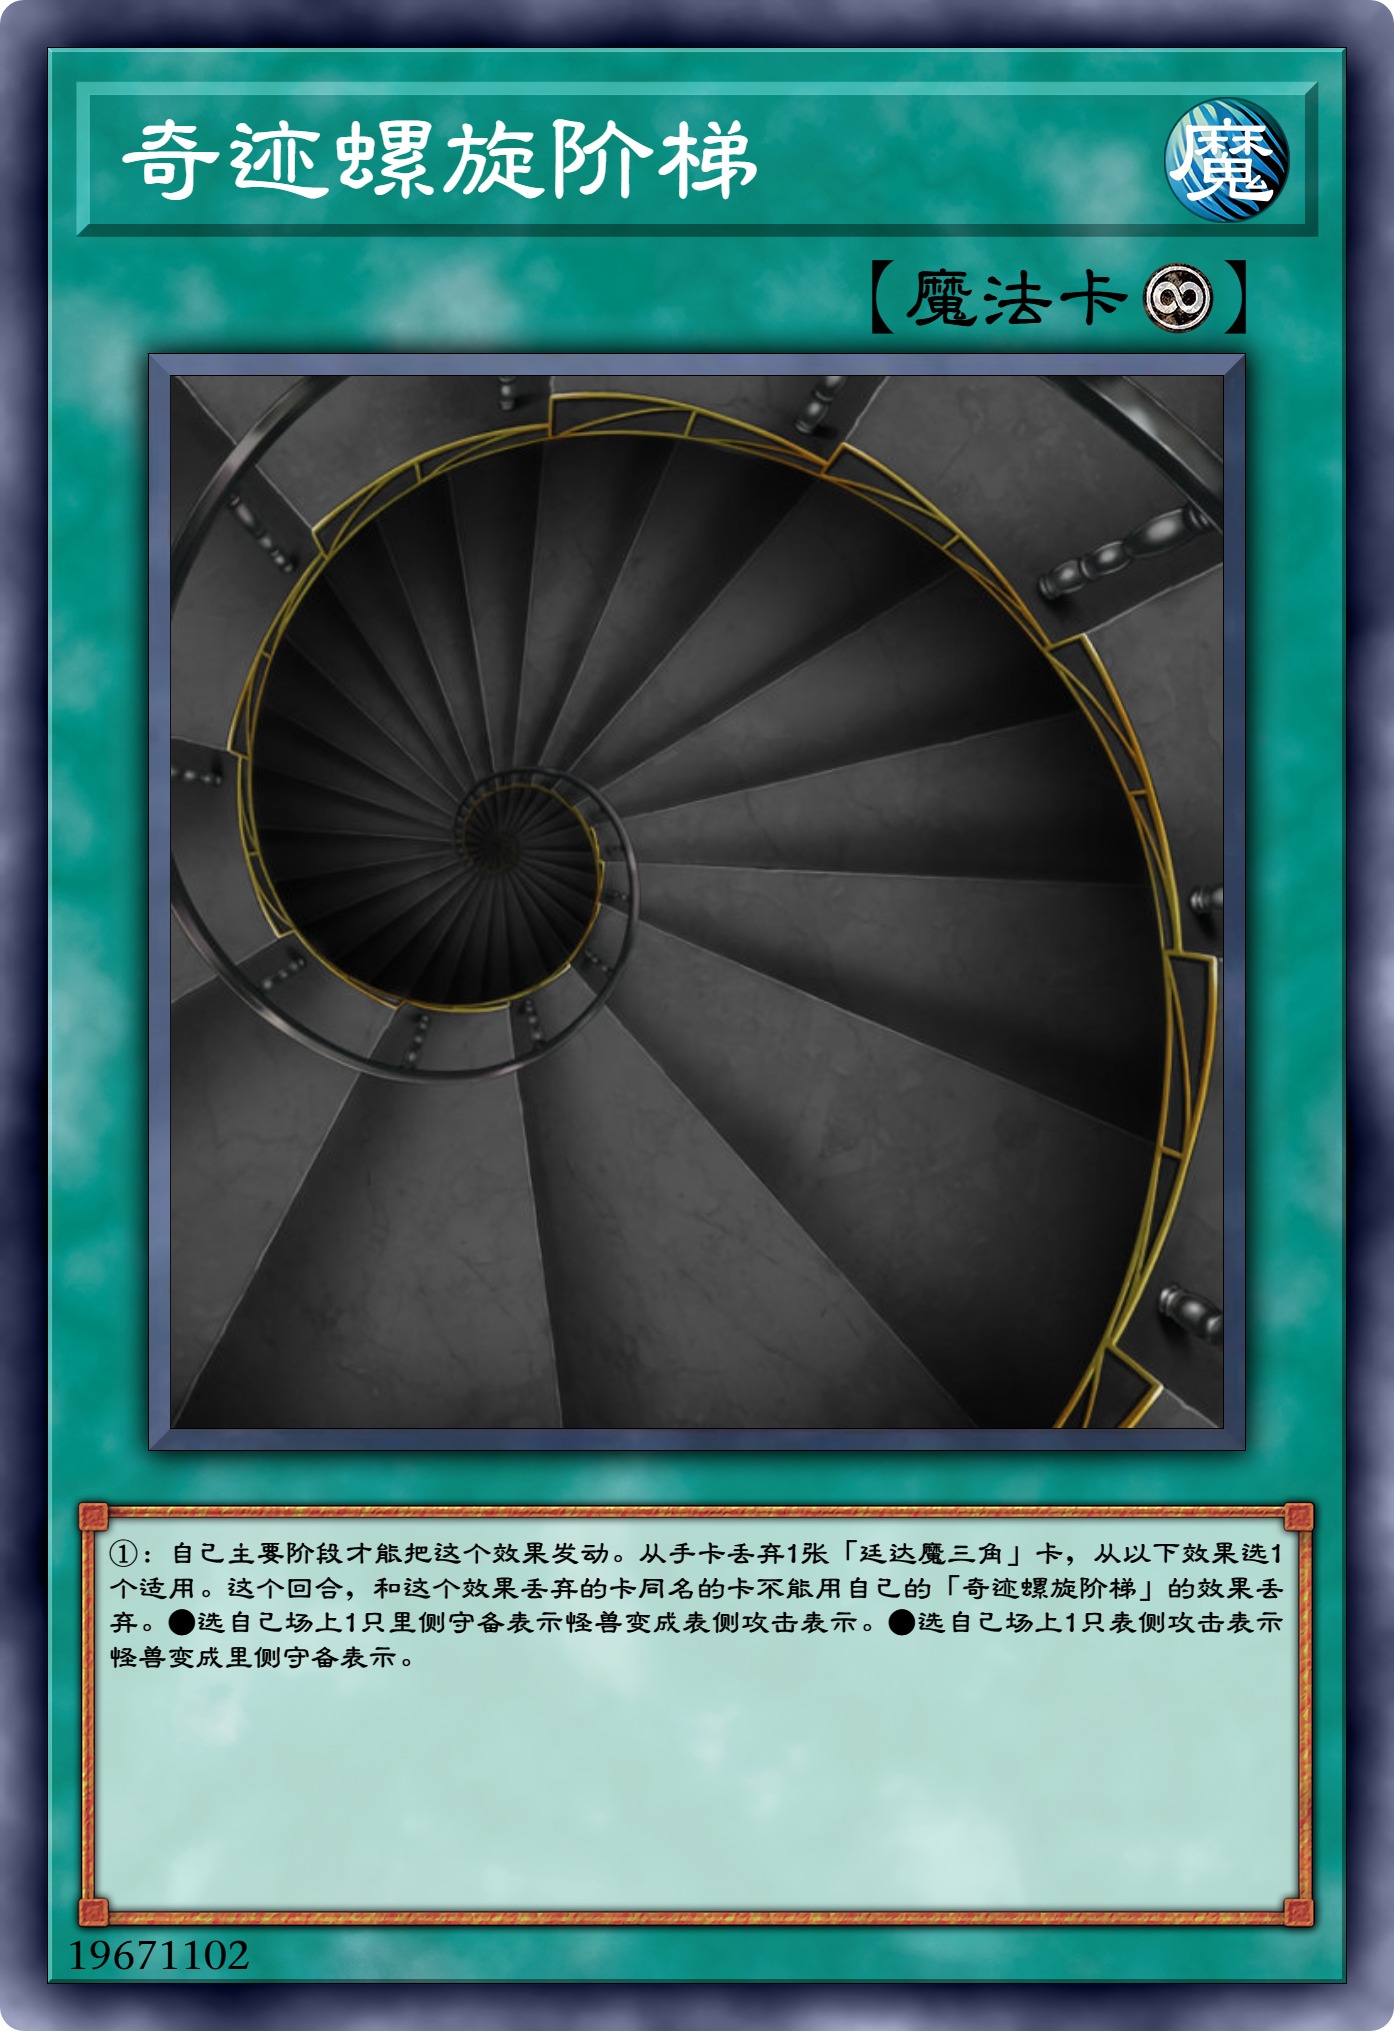 奇迹螺旋阶梯
魔
【魔法卡】
①：自己主要阶段才能把这个效果发动。从手卡丢弃1张「廷达魔三角」卡，从以下效果选1
个适用。这个回合，和这个效果丢弃的卡同名的卡不能用自己的「奇迹螺旋阶梯」的效果丢
弃。●选自己场上1只里侧守备表示怪兽变成表侧攻击表示。●选自己场上1只表侧攻击表示
怪兽变成里侧守备表示。
19671102